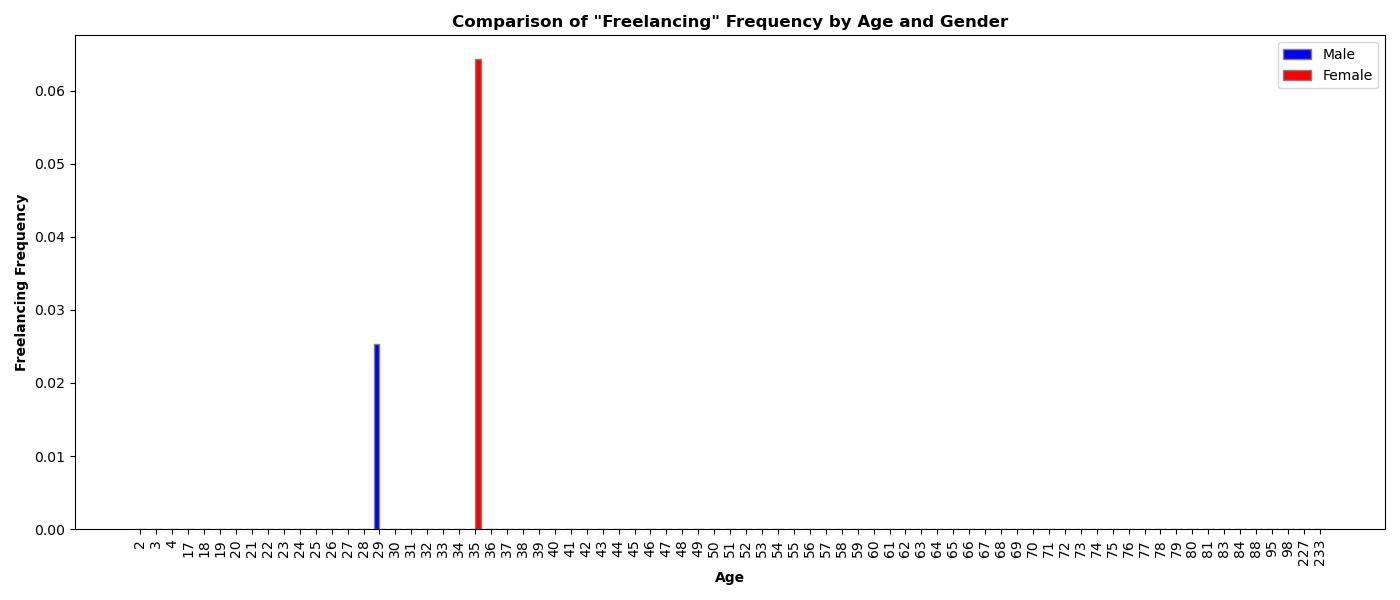 Comparison of "Freelancing" Frequency by Age and Gender
Male
Female
Freelancing Frequency
0.06
0.05
0.04
0.03
0.02
0.01
0.00
2 3 4 17 18 19 20 21 22 23 24 25 26 27 28 29 30 31 32 33 34 35 36 37 38 39 40 41 42 43 44 45 46 47 48 49 50 51 52 53 54 55 56 57 58 59 60 61 62 63 64 65 66 67 68 69 70 71 72 73 74 75 76 77 78 79 80 81 83 84 88 95 98 227 233
Age